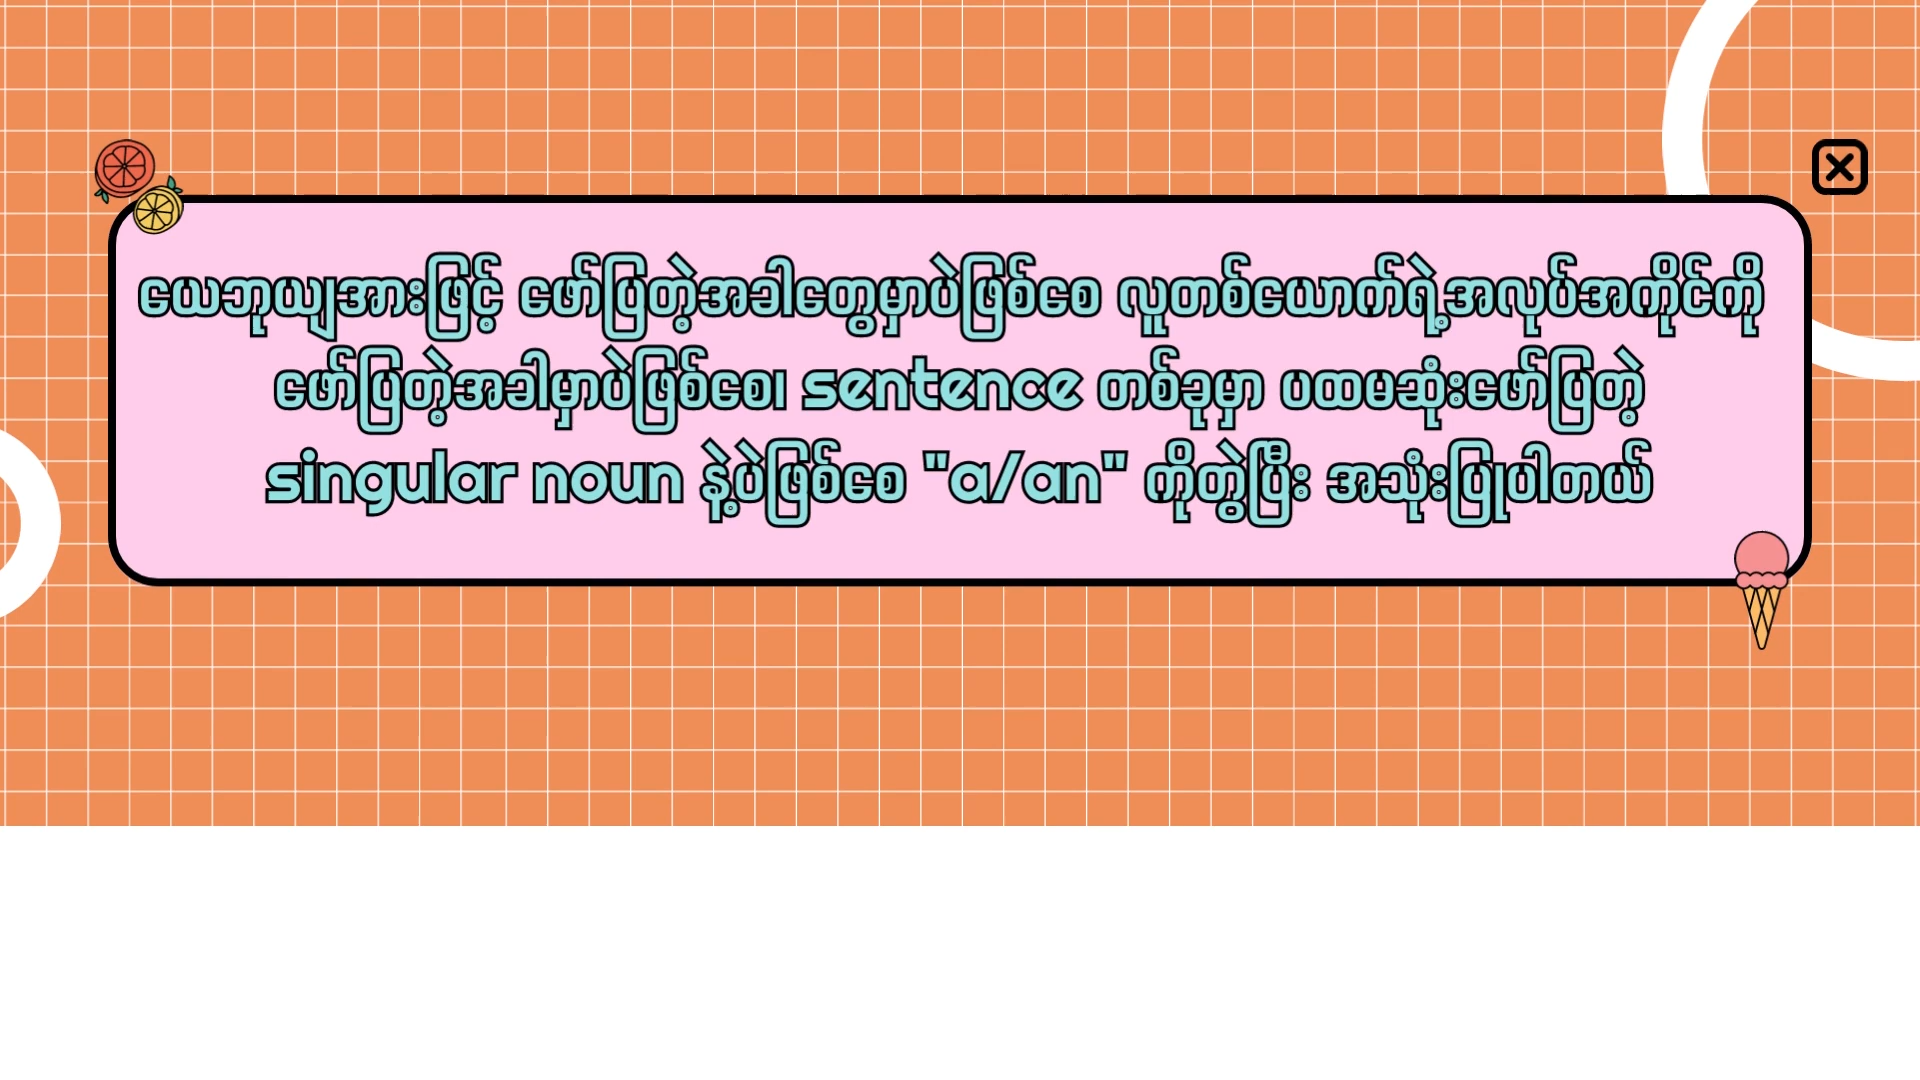 ယေဘုယျအားဖြင့် ဖော်ပြတဲ့အခါတွေမှာပဲဖြစ်စေ လူတစ်ယောက်ရဲ့အလုပ်အကိုင်ကို
ဖော်ပြတဲ့အခါမှာပဲဖြစ်စေ၊ sentence တစ်ခုမှာ ပထမဆုံးဖော်ပြတဲ့
singular noun နဲ့ပဲဖြစ်စေ "a/an" ကိုတွဲပြီး အသုံးပြုပါတယ်